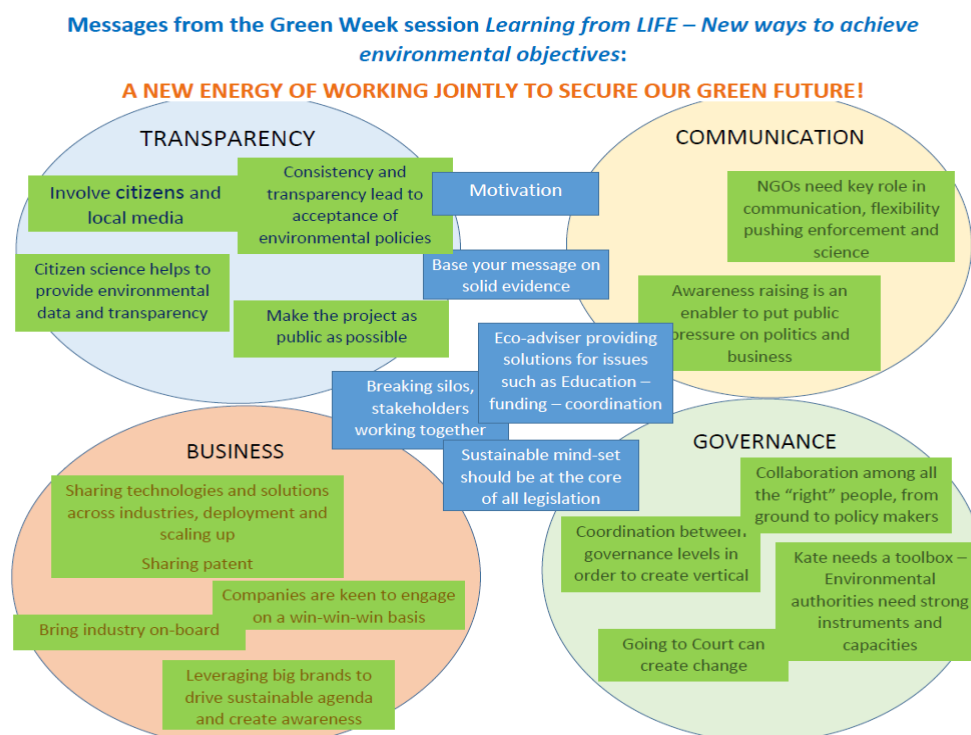 Messages from the Green Week session Learning from LIFE – New ways to achieve
environmental objectives:
A NEW ENERGY OF WORKING JOINTLY TO SECURE OUR GREEN FUTURE!
TRANSPARENCY
Involve citizens and
local media
Consistency and
transparency lead to
acceptance of
environmental policies
Citizen science helps to
provide environmental
data and transparency
Make the project as
public as possible
Motivation
Base your message on
solid evidence
Eco-adviser providing
solutions for issues
such as Education –
funding – coordination
Breaking silos,
stakeholders
working together
Sustainable mind-set
should be at the core
of all legislation
COMMUNICATION
NGOs need key role in
communication, flexibility
pushing enforcement and
science
Awareness raising is an
enabler to put public
pressure on politics and
business
BUSINESS
Sharing technologies and solutions
across industries, deployment and
scaling up
Sharing patent
Companies are keen to engage
on a win-win-win basis
Bring industry on-board
Leveraging big brands to
drive sustainable agenda
and create awareness
GOVERNANCE
Collaboration among all
the “right” people, from
ground to policy makers
Coordination between
governance levels in
order to create vertical
Kate needs a toolbox –
Environmental
authorities need strong
instruments and
capacities
Going to Court can
create change